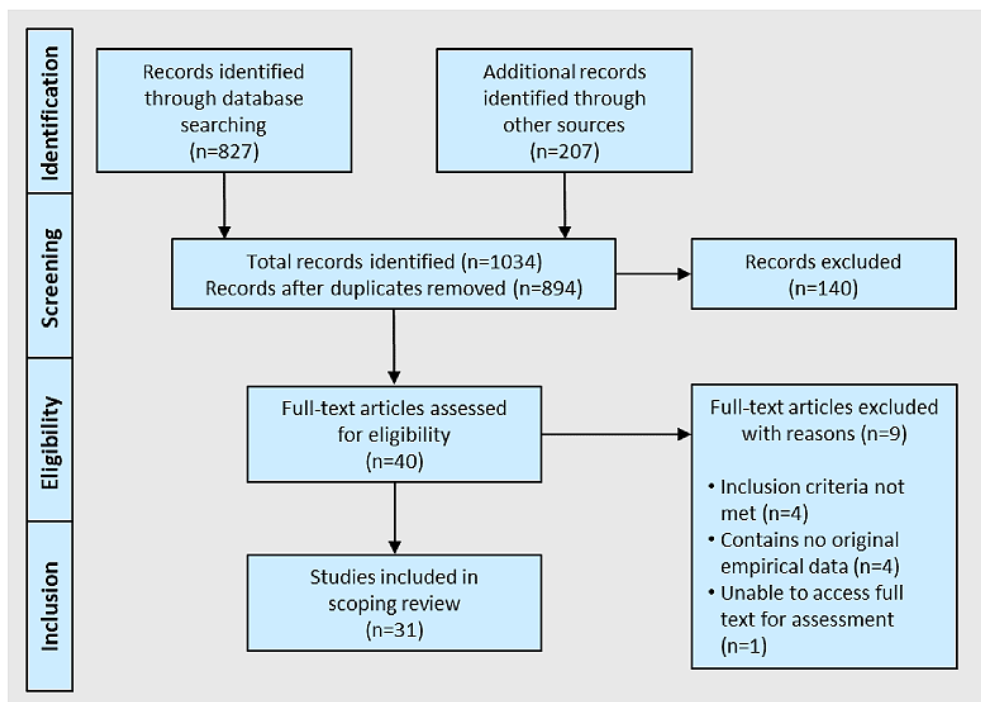 Identification
Records identified
through database
searching
(n=827)
Additional records
identified through
other sources
(n=207)
Screening
Total records identified (n=1034)
Records after duplicates removed (n=894)
Records excluded
(n=140)
Eligibility
Full-text articles assessed
for eligibility
(n=40)
Full-text articles excluded
with reasons (n=9)
• Inclusion criteria not
met (n=4)
• Contains no original
empirical data (n=4)
• Unable to access full
text for assessment
(n=1)
Inclusion
Studies included in
scoping review
(n=31)